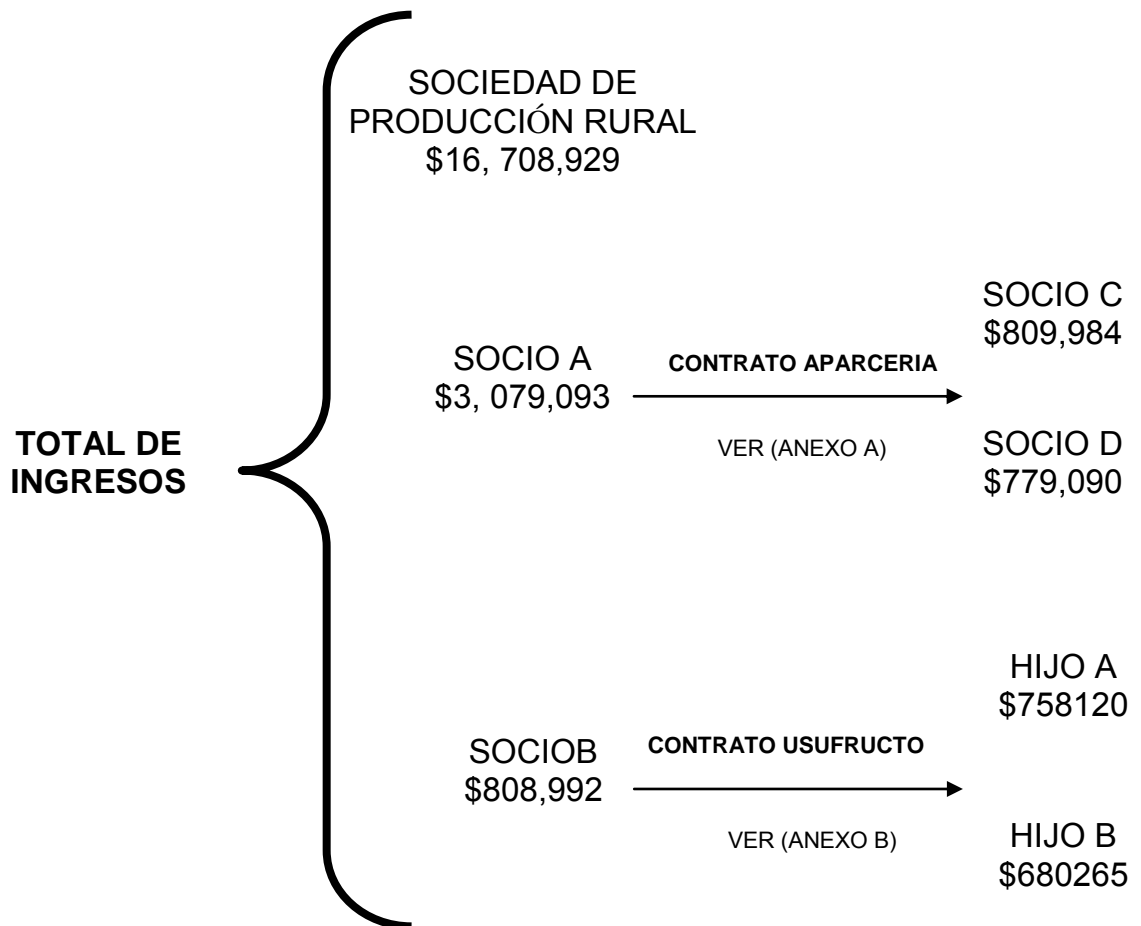 SOCIEDAD DE
PRODUCCIÓN RURAL
$16, 708,929
SOCIO C
$809,984
SOCIO A
$3, 079,093
CONTRATO APARCERIA
VER (ANEXO A)
SOCIO D
$779,090
TOTAL DE
INGRESOS
HIJO A
$758120
SOCIOB
$808,992
CONTRATO USUFRUCTO
VER (ANEXO B)
HIJO B
$680265